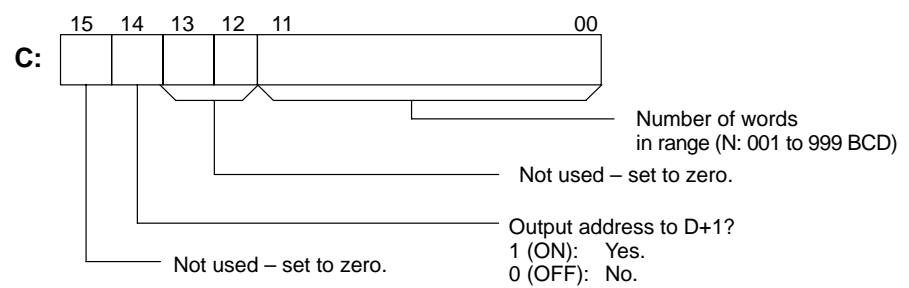 15 14 13 12 11 00
C:
Number of words
in range (N: 001 to 999 BCD)
Not used – set to zero.
Output address to D+1?
1 (ON): Yes.
0 (OFF): No.
Not used – set to zero.